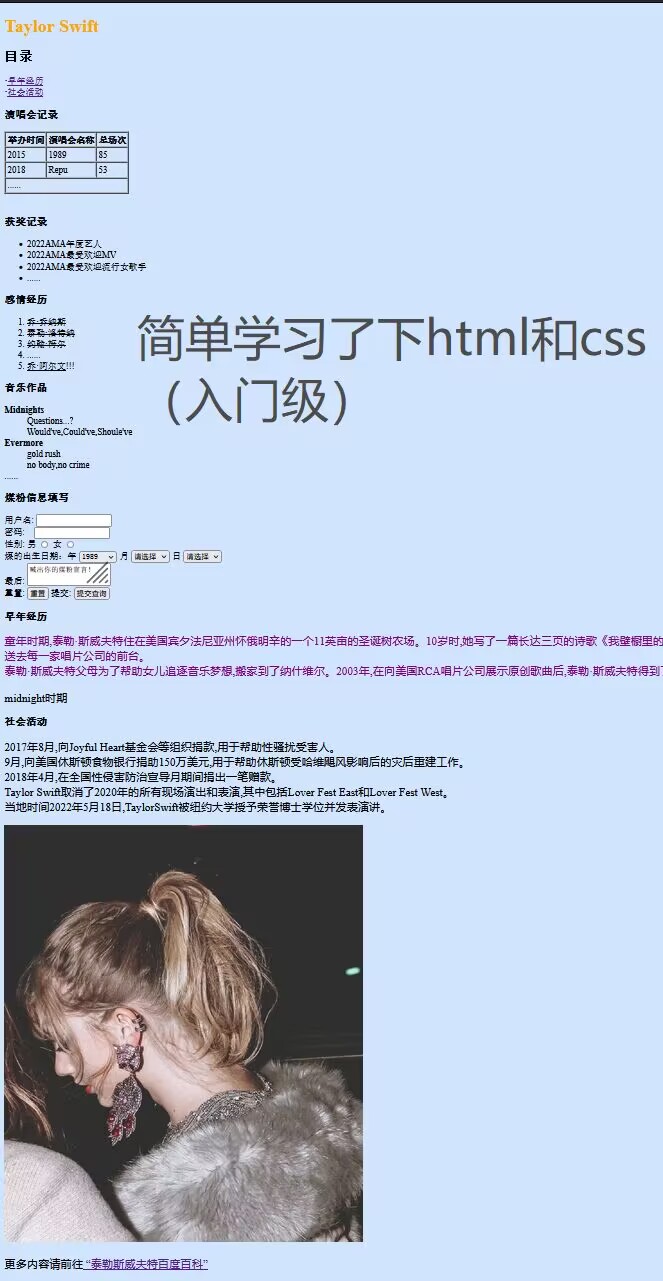 Taylor Swift
目录
·早年经历
·社会活动
演唱会记录
举办时间 演唱会名称 总场次
2015 1989 85
2018 Repu 53
......
获奖记录
2022AMA年度艺人
2022AMA最受欢迎MV
2022AMA最受欢迎流行女歌手
......
感情经历
1. 乔·乔纳斯
2. 泰勒·洛特纳
3. 约翰·梅尔
4. ......
5. 乔·阿尔文!!!
简单学习了下html和css
（入门级）
音乐作品
Midnights
Questions...?
Would've,Could've,Shoule've
Evermore
gold rush
no body,no crime
......
煤粉信息填写
用户名:
密码:
性别: 男 女
煤的出生日期: 年 1989 月 请选择 日 请选择
喊出你的煤粉宣言!
最后:
重置: 重置 提交: 提交查询
早年经历
童年时期,泰勒·斯威夫特住在美国宾夕法尼亚州怀俄明辛的一个11英亩的圣诞树农场。10岁时,她写了一篇长达三页的诗歌《我壁橱里的
送去每一家唱片公司的前台。
泰勒·斯威夫特父母为了帮助女儿追逐音乐梦想,搬家到了纳什维尔。2003年,在向美国RCA唱片公司展示原创歌曲后,泰勒·斯威夫特得到了
midnight时期
社会活动
2017年8月,向Joyful Heart基金会等组织捐款,用于帮助性骚扰受害人。
9月,向美国休斯顿食物银行捐助150万美元,用于帮助休斯顿受哈维飓风影响后的灾后重建工作。
2018年4月,在全国性侵害防治宣导月期间捐出一笔赠款。
Taylor Swift取消了2020年的所有现场演出和表演,其中包括Lover Fest East和Lover Fest West。
当地时间2022年5月18日,TaylorSwift被纽约大学授予荣誉博士学位并发表演讲。
更多内容请前往 “泰勒斯威夫特百度百科”